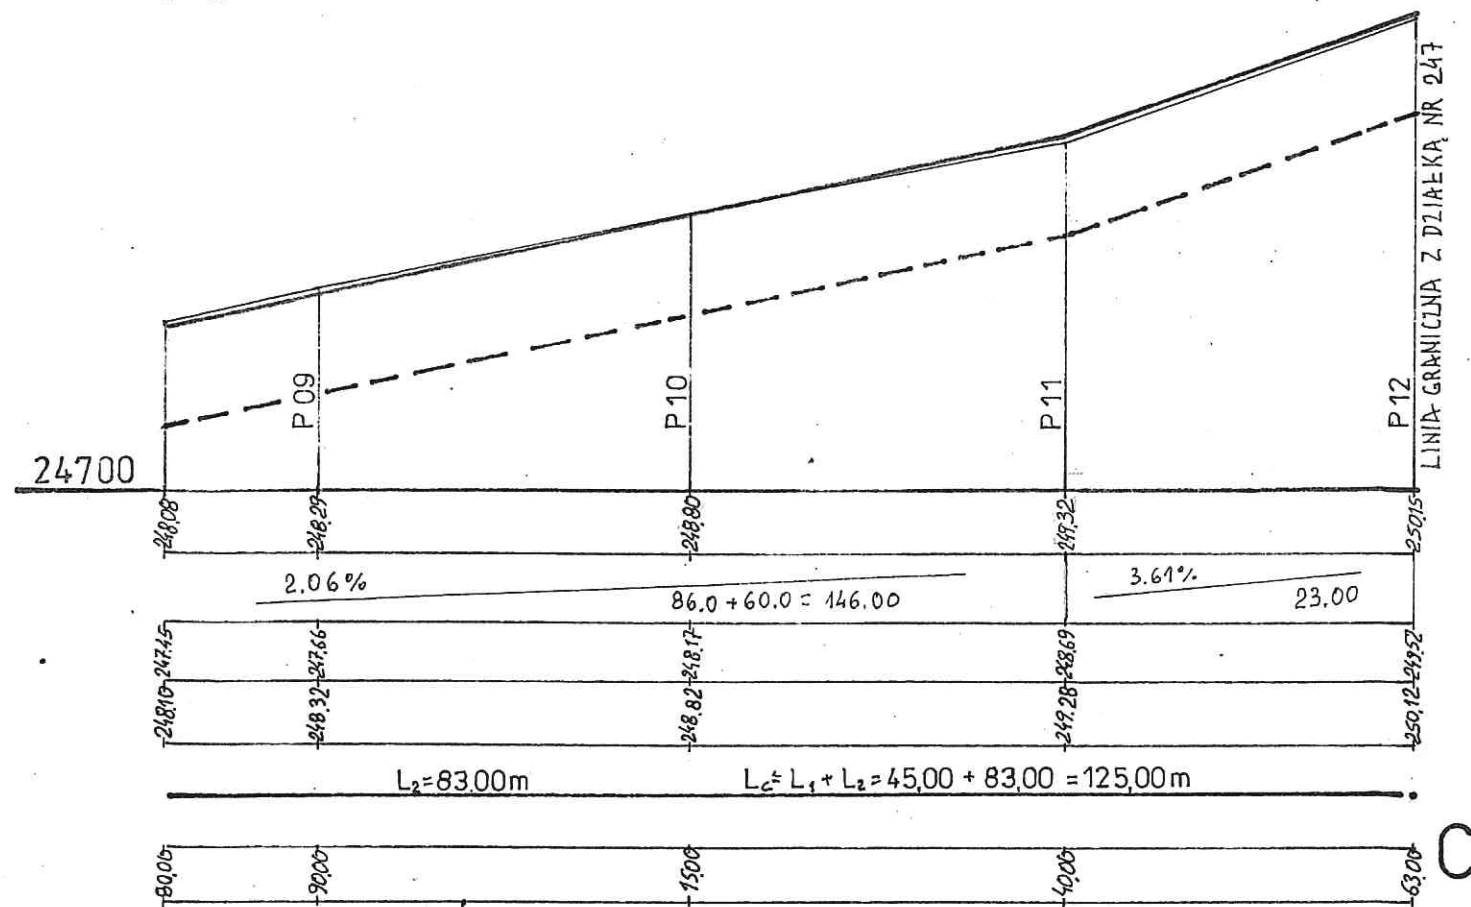 LINIA GRANICZNA Z DZIAŁKĄ NR 247
P 09
P 10
P 11
P 12
24700
248,08 248,29 248,80 249,32 250,15
2.06% 3.61%
86.0 + 60.0 = 146.00 23.00
247.45 247.66 248.17 248,69 249,52
248,10 248.32 248.82 249.28 250,12
L₂=83.00m L꜀= L₁ + L₂ = 45,00 + 83,00 = 125,00m
C
80,00 90,00 15,00 40,00 63,00